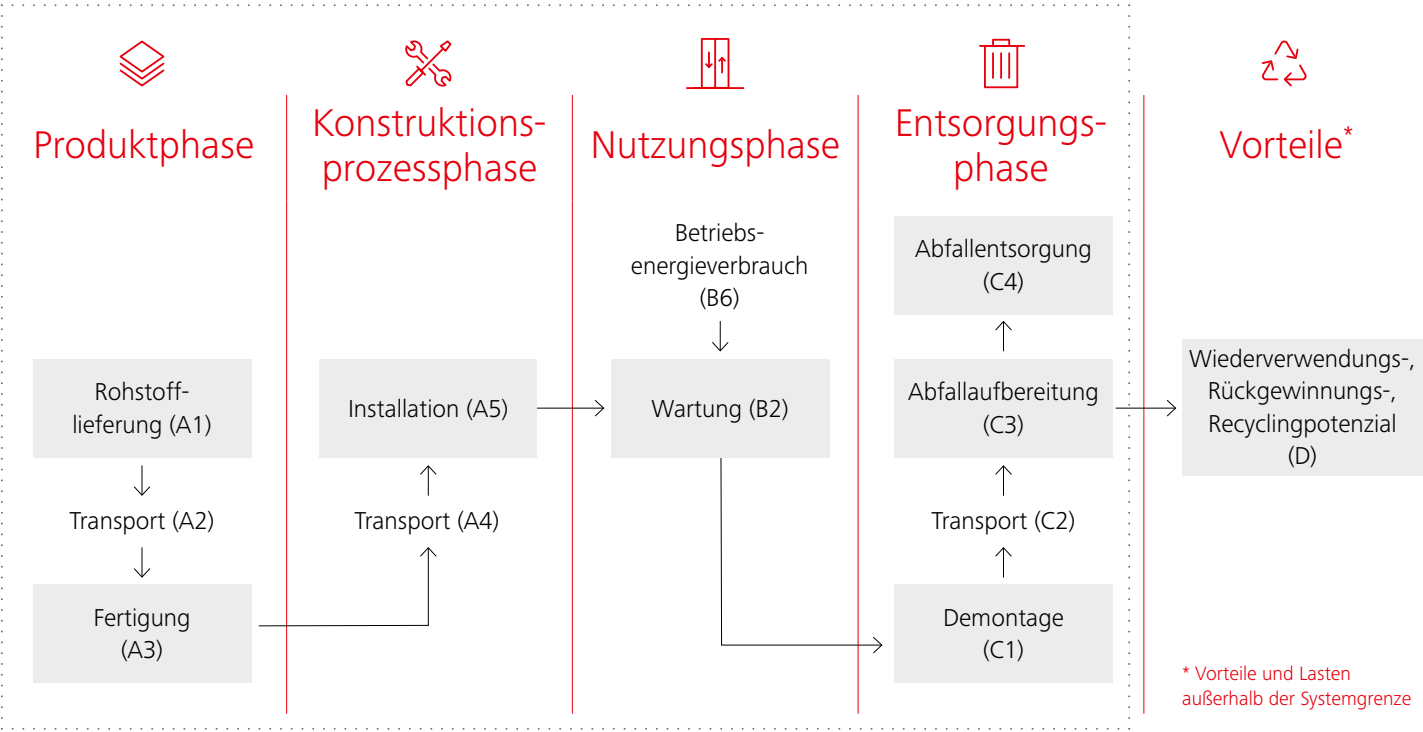 Produktphase
Konstruktions-
prozessphase
Nutzungsphase
Entsorgungs-
phase
Vorteile*
Rohstoff-
lieferung (A1)
Transport (A2)
Fertigung
(A3)
Installation (A5)
Transport (A4)
Betriebs-
energieverbrauch
(B6)
Wartung (B2)
Abfallentsorgung
(C4)
Abfallaufbereitung
(C3)
Transport (C2)
Demontage
(C1)
Wiederverwendungs-,
Rückgewinnungs-,
Recyclingpotenzial
(D)
* Vorteile und Lasten
außerhalb der Systemgrenze